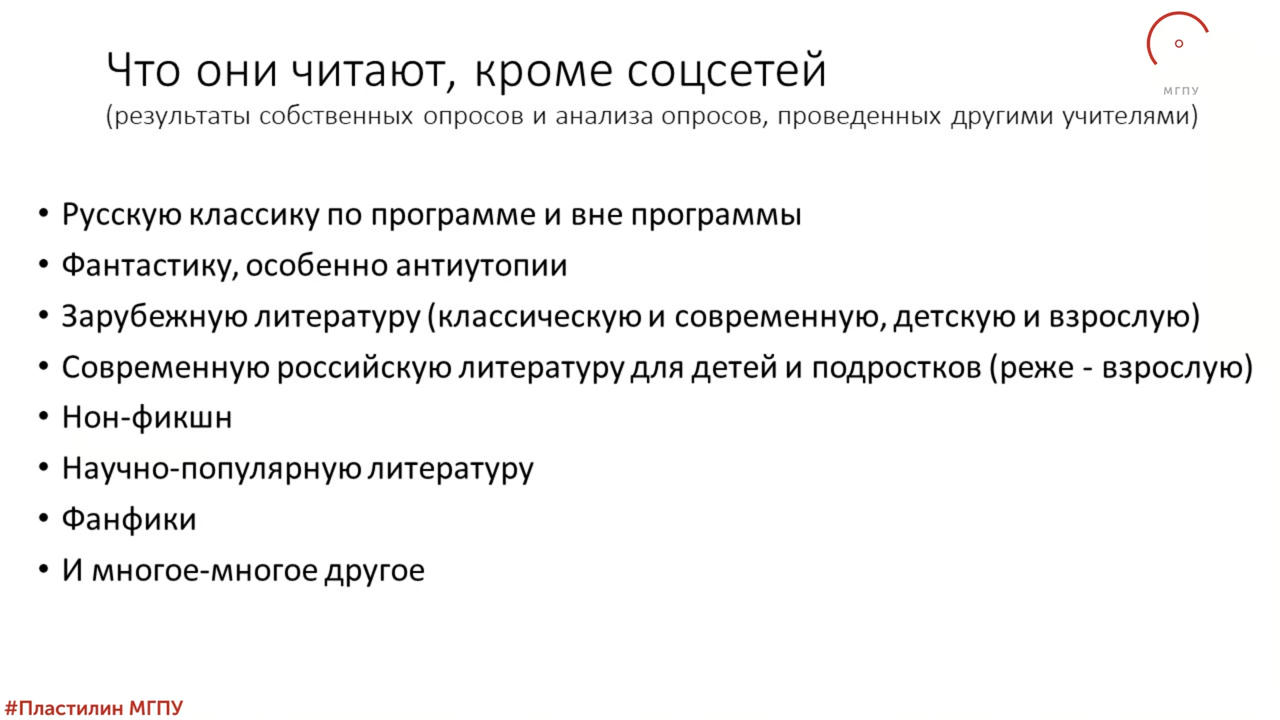 Что они читают, кроме соцсетей
МГПУ
(результаты собственных опросов и анализа опросов, проведенных другими учителями)
• Русскую классику по программе и вне программы
• Фантастику, особенно антиутопии
• Зарубежную литературу (классическую и современную, детскую и взрослую)
• Современную российскую литературу для детей и подростков (реже - взрослую)
• Нон-фикшн
• Научно-популярную литературу
• Фанфики
• И многое-многое другое
#Пластилин МГПУ